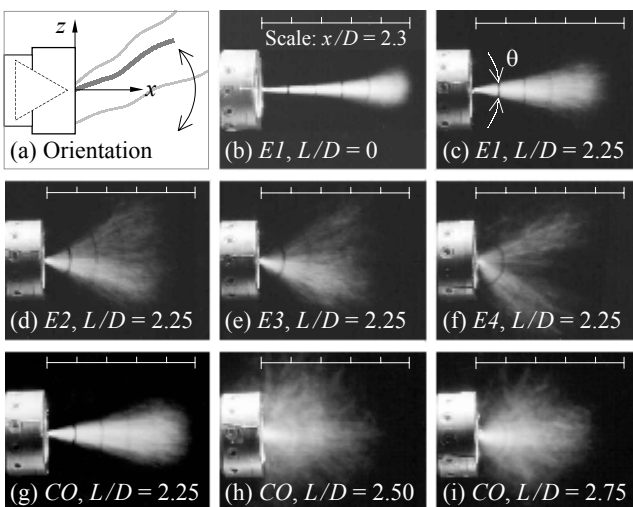 z
x
(a) Orientation
Scale: x/D = 2.3
(b) E1, L/D = 0
θ
(c) E1, L/D = 2.25
(d) E2, L/D = 2.25
(e) E3, L/D = 2.25
(f) E4, L/D = 2.25
(g) CO, L/D = 2.25
(h) CO, L/D = 2.50
(i) CO, L/D = 2.75